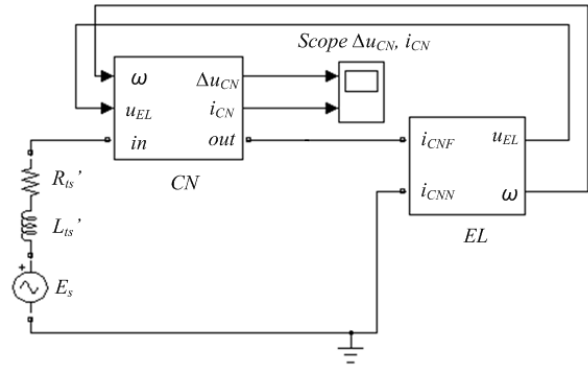 Scope Δu_CN, i_CN
ω
Δu_CN
u_EL
i_CN
in
out
CN
i_CNF
u_EL
i_CNN
ω
EL
R_ts'
L_ts'
+
E_s